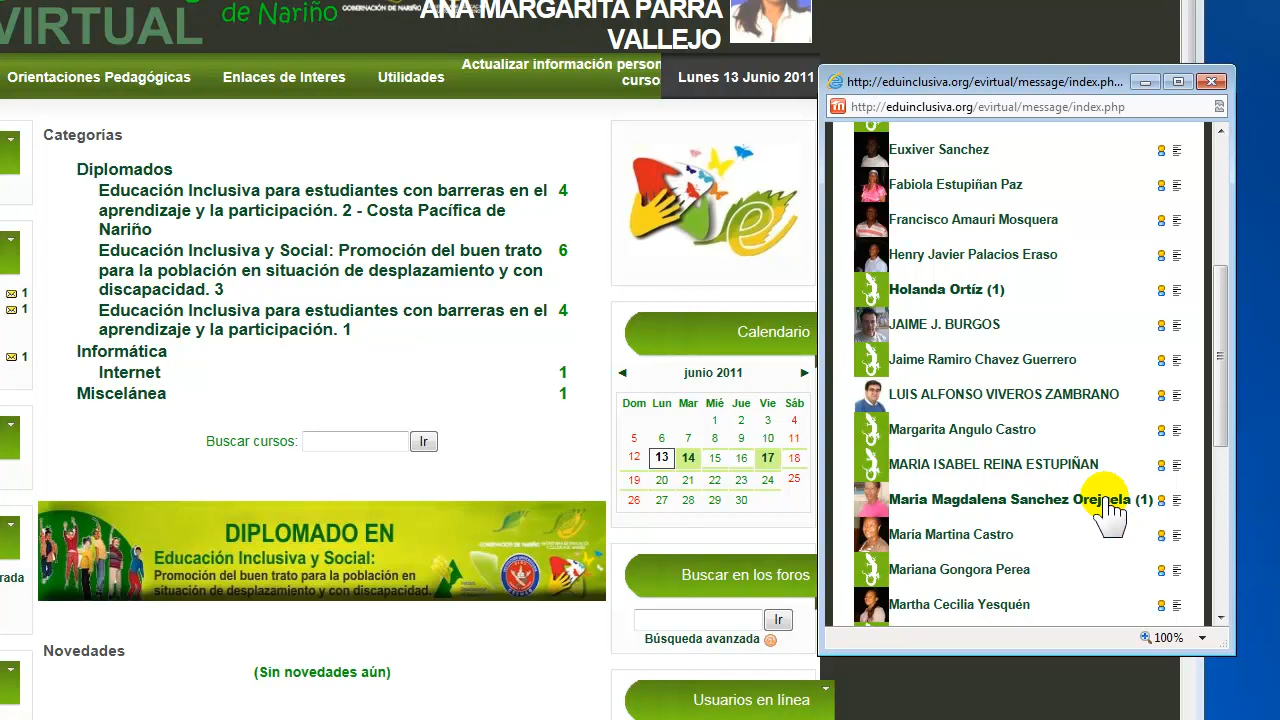 VIRTUAL
de Nariño
GOBERNACIÓN DE NARIÑO
ANA MARGARITA PARRA
VALLEJO
Orientaciones Pedagógicas
Enlaces de Interes
Utilidades
Actualizar información person
curso
Lunes 13 Junio 2011
Categorías
Diplomados
Educación Inclusiva para estudiantes con barreras en el 4
aprendizaje y la participación. 2 - Costa Pacífica de
Nariño
Educación Inclusiva y Social: Promoción del buen trato 6
para la población en situación de desplazamiento y con
discapacidad. 3
Educación Inclusiva para estudiantes con barreras en el 4
aprendizaje y la participación. 1
Informática
Internet 1
Miscelánea 1
Buscar cursos: Ir
1
1
1
rada
DIPLOMADO EN
Educación Inclusiva y Social:
Promoción del buen trato para la población en
situación de desplazamiento y con discapacidad.
Novedades
(Sin novedades aún)
Calendario
◄ junio 2011 ►
Dom Lun Mar Mié Jue Vie Sáb
1 2 3 4
5 6 7 8 9 10 11
12 13 14 15 16 17 18
19 20 21 22 23 24 25
26 27 28 29 30
Buscar en los foros
Ir
Búsqueda avanzada
Usuarios en línea
http://eduinclusiva.org/evirtual/message/index.ph...
http://eduinclusiva.org/evirtual/message/index.php
Euxiver Sanchez
Fabiola Estupiñan Paz
Francisco Amauri Mosquera
Henry Javier Palacios Eraso
Holanda Ortíz (1)
JAIME J. BURGOS
Jaime Ramiro Chavez Guerrero
LUIS ALFONSO VIVEROS ZAMBRANO
Margarita Angulo Castro
MARIA ISABEL REINA ESTUPIÑAN
Maria Magdalena Sanchez Orejuela (1)
María Martina Castro
Mariana Gongora Perea
Martha Cecilia Yesquén
100%